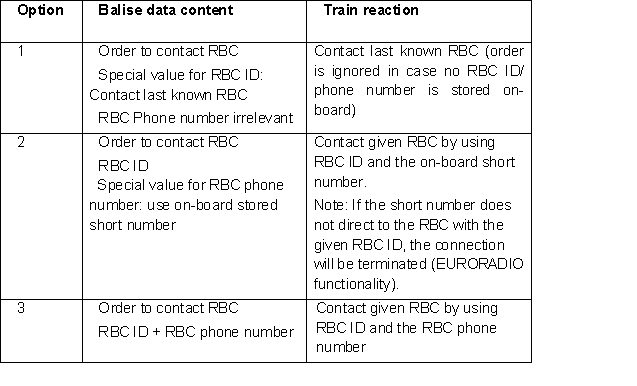 Option
Balise data content
Train reaction
1
Order to contact RBC
Special value for RBC ID:
Contact last known RBC
RBC Phone number irrelevant
Contact last known RBC (order
is ignored in case no RBC ID/
phone number is stored on-
board)
2
Order to contact RBC
RBC ID
Special value for RBC phone
number: use on-board stored
short number
Contact given RBC by using
RBC ID and the on-board short
number.
Note: If the short number does
not direct to the RBC with the
given RBC ID, the connection
will be terminated (EURORADIO
functionality).
3
Order to contact RBC
RBC ID + RBC phone number
Contact given RBC by using
RBC ID and the RBC phone
number